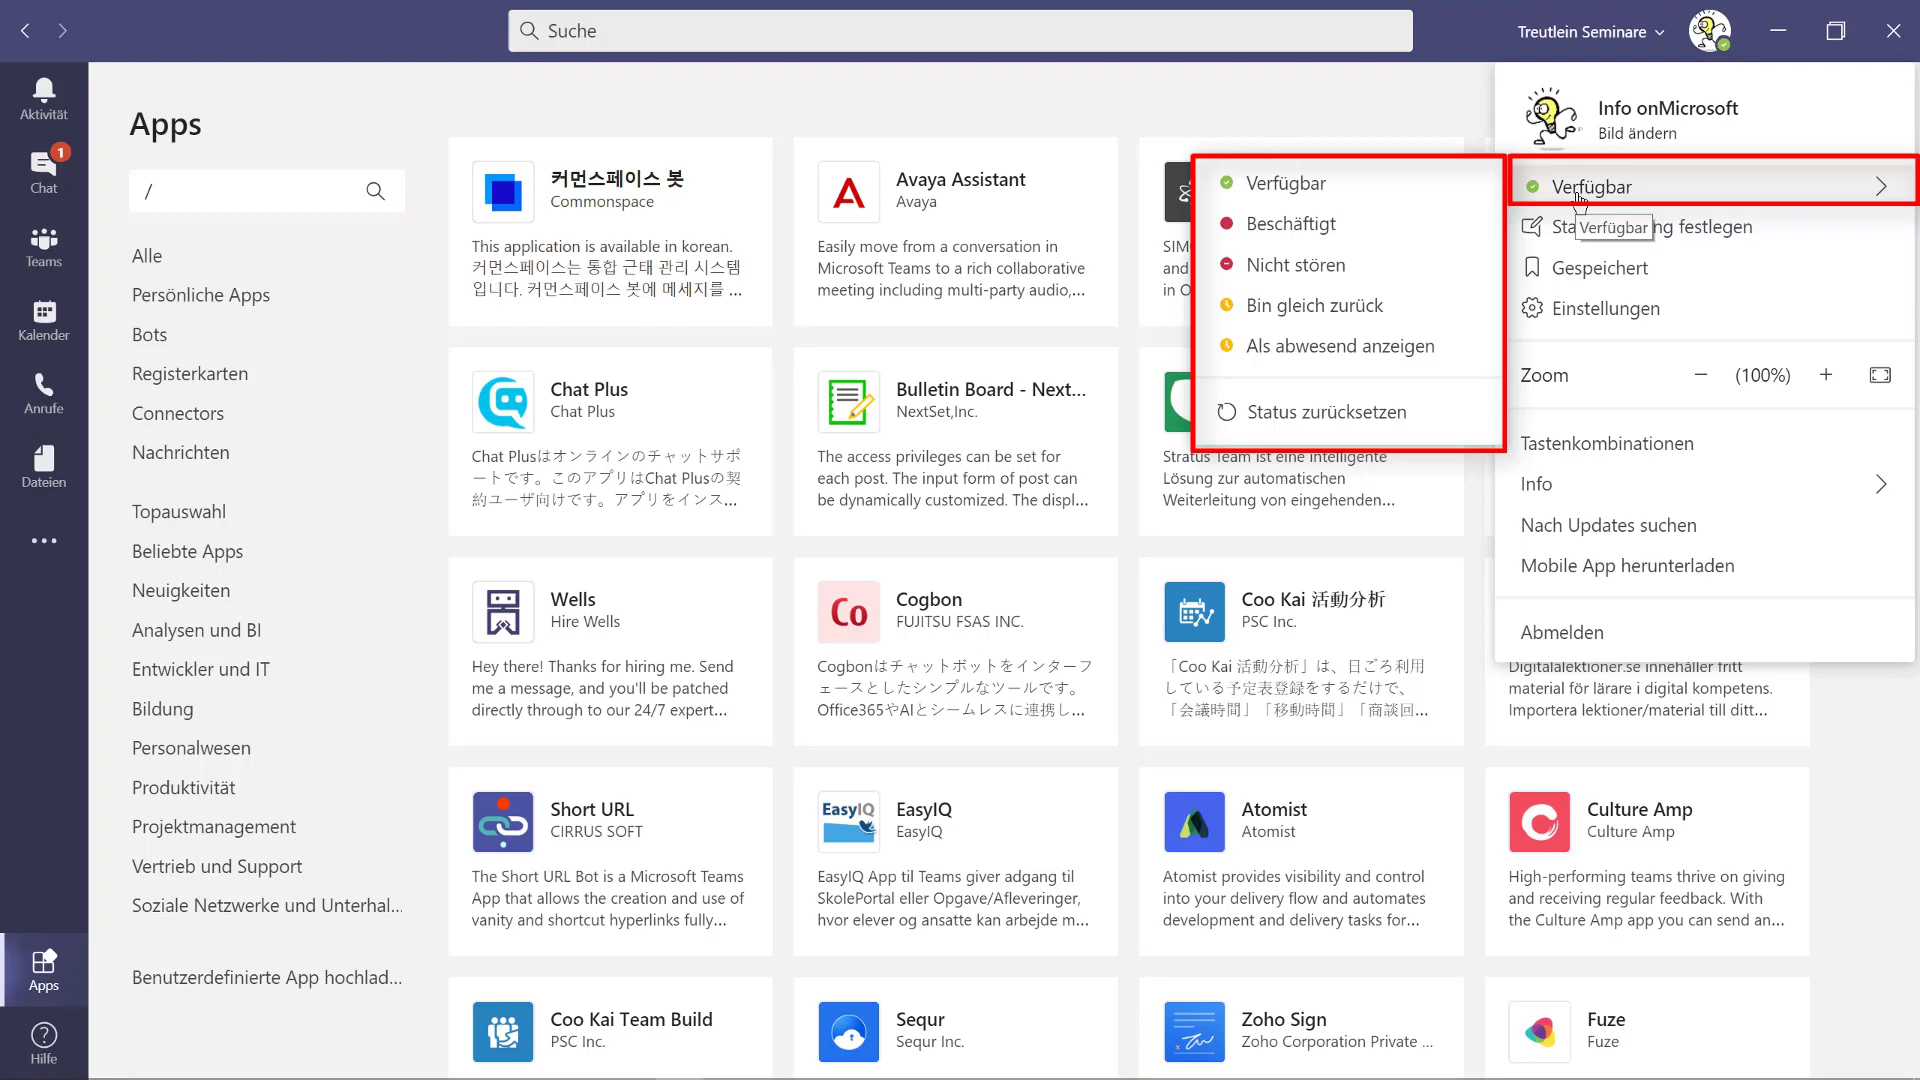 Suche
Treutlein Seminare
Aktivität
Chat
1
Teams
Kalender
Anrufe
Dateien
Apps
Hilfe
Apps
/
Alle
Persönliche Apps
Bots
Registerkarten
Connectors
Nachrichten
Topauswahl
Beliebte Apps
Neuigkeiten
Analysen und BI
Entwickler und IT
Bildung
Personalwesen
Produktivität
Projektmanagement
Vertrieb und Support
Soziale Netzwerke und Unterhal...
Benutzerdefinierte App hochlad...
커먼스페이스 봇
Commonspace
This application is available in korean.
커먼스페이스는 통합 근태 관리 시스템
입니다. 커먼스페이스 봇에 메세지를 ...
Avaya Assistant
Avaya
Easily move from a conversation in
Microsoft Teams to a rich collaborative
meeting including multi-party audio,...
and
in O
Chat Plus
Chat Plus
Chat Plusはオンラインのチャットサポ
ートです。このアプリはChat Plusの契
約ユーザ向けです。アプリをインス...
Bulletin Board - Next...
NextSet,Inc.
The access privileges can be set for
each post. The input form of post can
be dynamically customized. The displ...
Stratus Team ist eine intelligente
Lösung zur automatischen
Weiterleitung von eingehenden...
Wells
Hire Wells
Hey there! Thanks for hiring me. Send
me a message, and you'll be patched
directly through to our 24/7 expert...
Co
Cogbon
FUJITSU FSAS INC.
Cogbonはチャットボットをインターフ
ェースとしたシンプルなツールです。
Office365やAIとシームレスに連携し...
Coo Kai 活動分析
PSC Inc.
「Coo Kai 活動分析」は、日ごろ利用
している予定表登録をするだけで、
「会議時間」「移動時間」「商談回...
Digitalalektioner.se innehåller fritt
material för lärare i digital kompetens.
Importera lektioner/material till ditt...
Short URL
CIRRUS SOFT
The Short URL Bot is a Microsoft Teams
App that allows the creation and use of
vanity and shortcut hyperlinks fully...
EasyIQ
EasyIQ
EasyIQ
EasyIQ App til Teams giver adgang til
SkolePortal eller Opgave/Afleveringer,
hvor elever og ansatte kan arbejde m...
Atomist
Atomist
Atomist provides visibility and control
into your delivery flow and automates
development and delivery tasks for...
Culture Amp
Culture Amp
High-performing teams thrive on giving
and receiving regular feedback. With
the Culture Amp app you can send an...
Coo Kai Team Build
PSC Inc.
Sequr
Sequr Inc.
Zoho Sign
Zoho Corporation Private ...
Fuze
Fuze
Verfügbar
Beschäftigt
Nicht stören
Bin gleich zurück
Als abwesend anzeigen
Status zurücksetzen
Info onMicrosoft
Bild ändern
Verfügbar
Verfügbar
festlegen
Gespeichert
Einstellungen
Zoom
(100%)
Tastenkombinationen
Info
Nach Updates suchen
Mobile App herunterladen
Abmelden